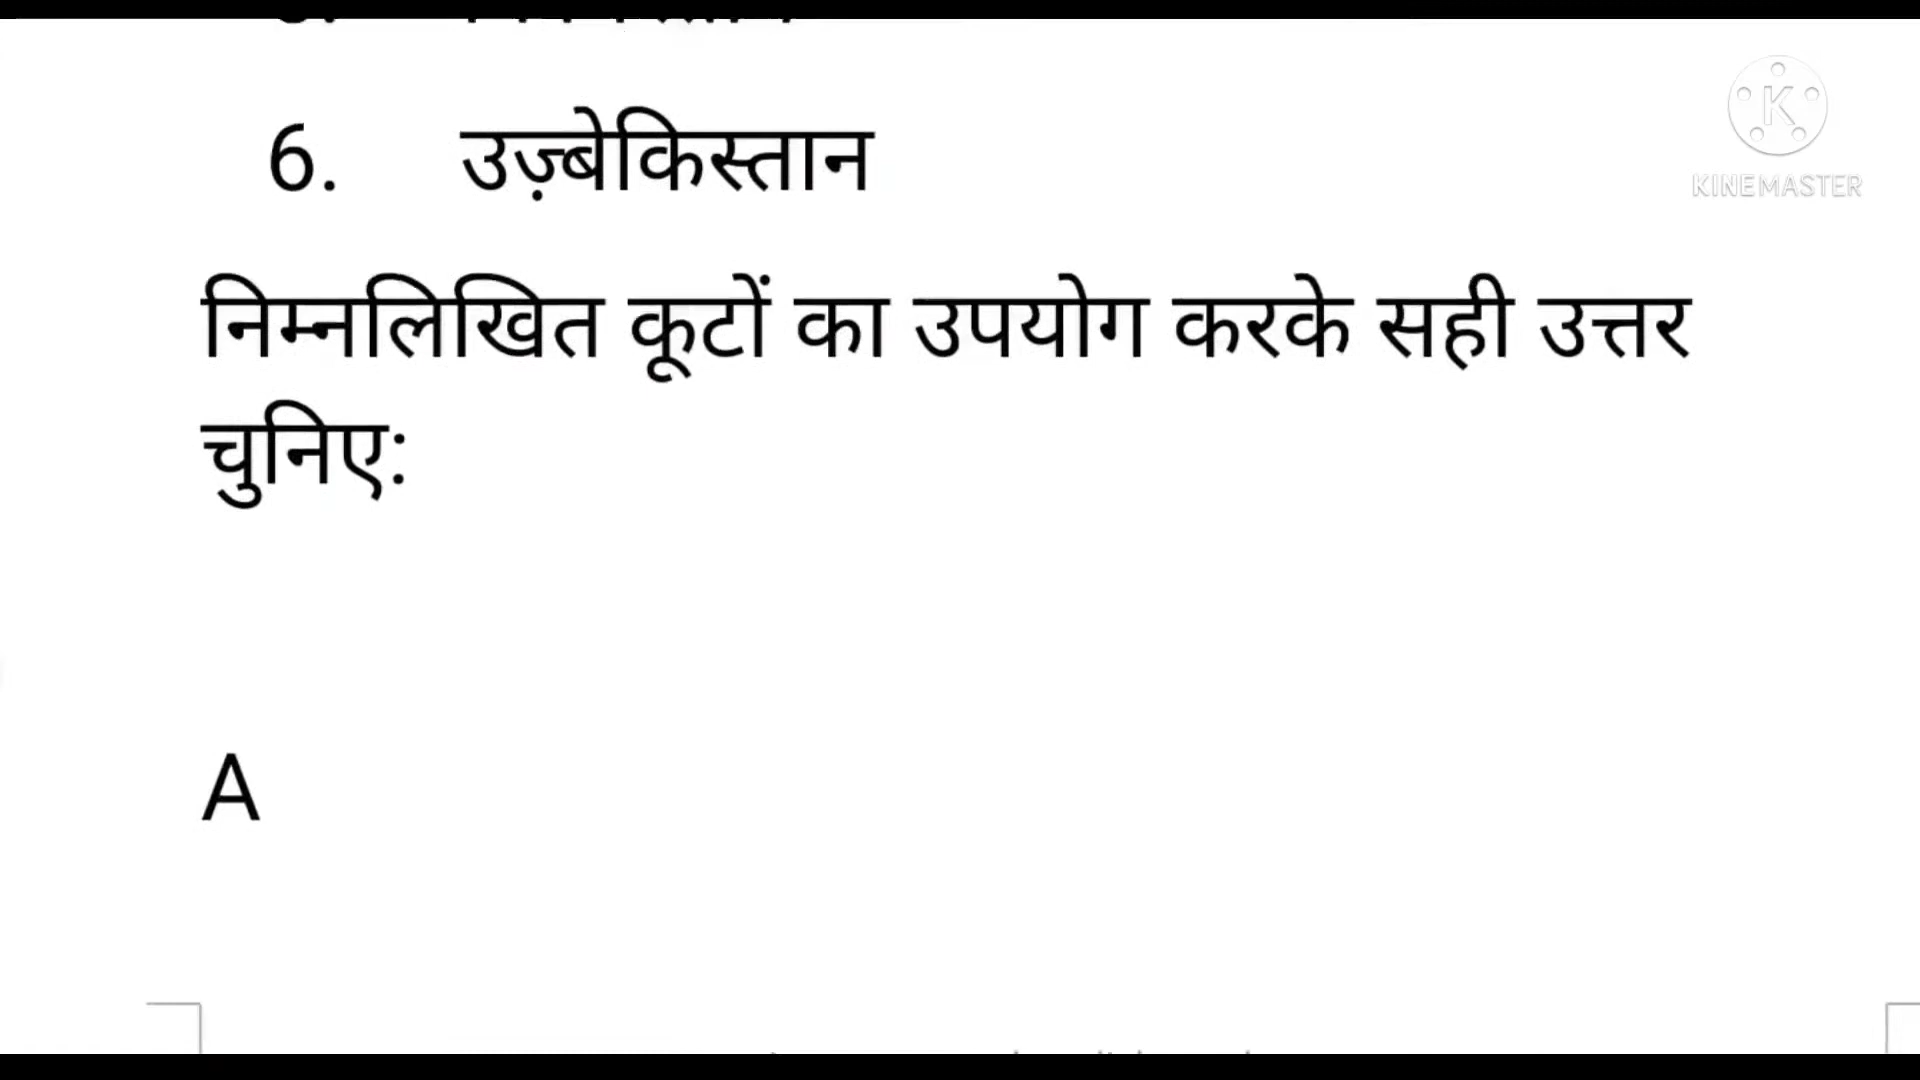 6. उज़्बेकिस्तान
KINEMASTER
निम्नलिखित कूटों का उपयोग करके सही उत्तर
चुनिए:
A